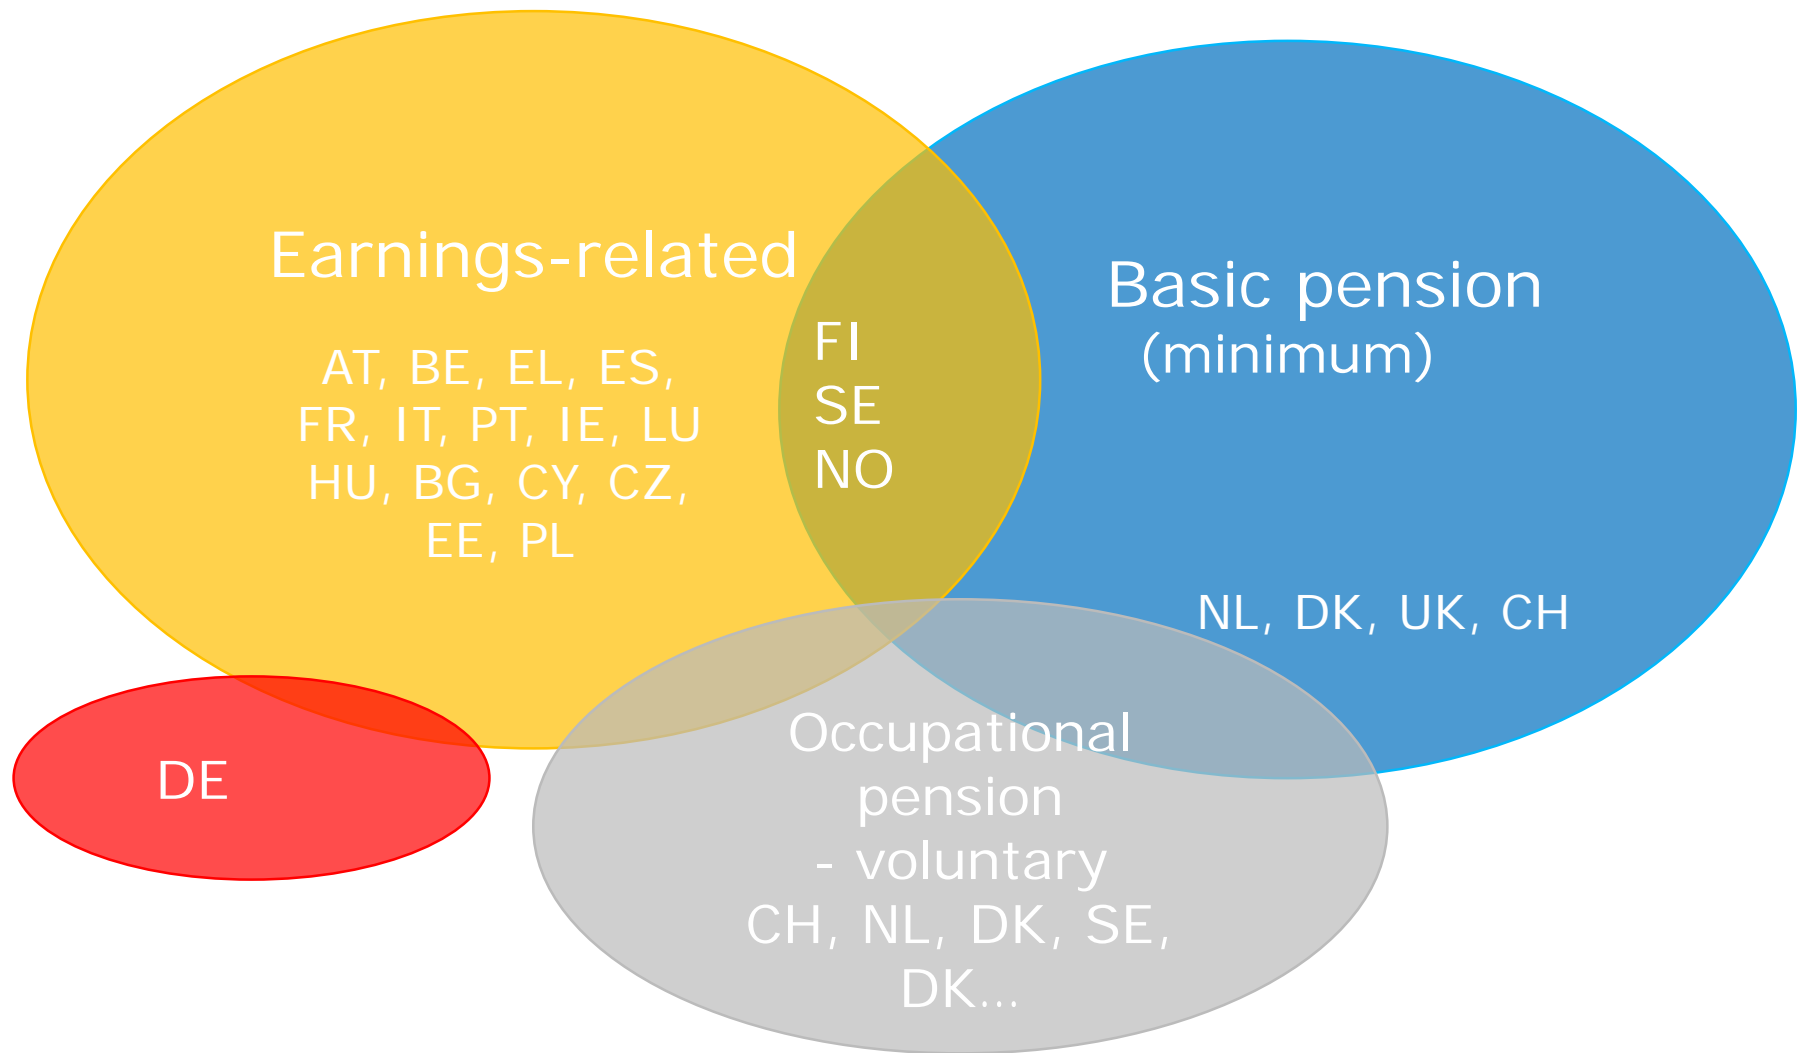 Earnings-related
AT, BE, EL, ES,
FR, IT, PT, IE, LU
HU, BG, CY, CZ,
EE, PL
FI
SE
NO
Basic pension
(minimum)
NL, DK, UK, CH
DE
Occupational
pension
- voluntary
CH, NL, DK, SE,
DK…